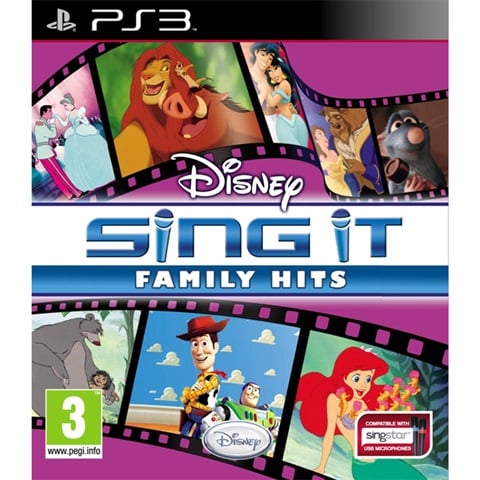 PS3
DISNEY
SING IT
FAMILY HITS
3
www.pegi.info
DISNEY
COMPATIBLE WITH
singstar
USB MICROPHONES